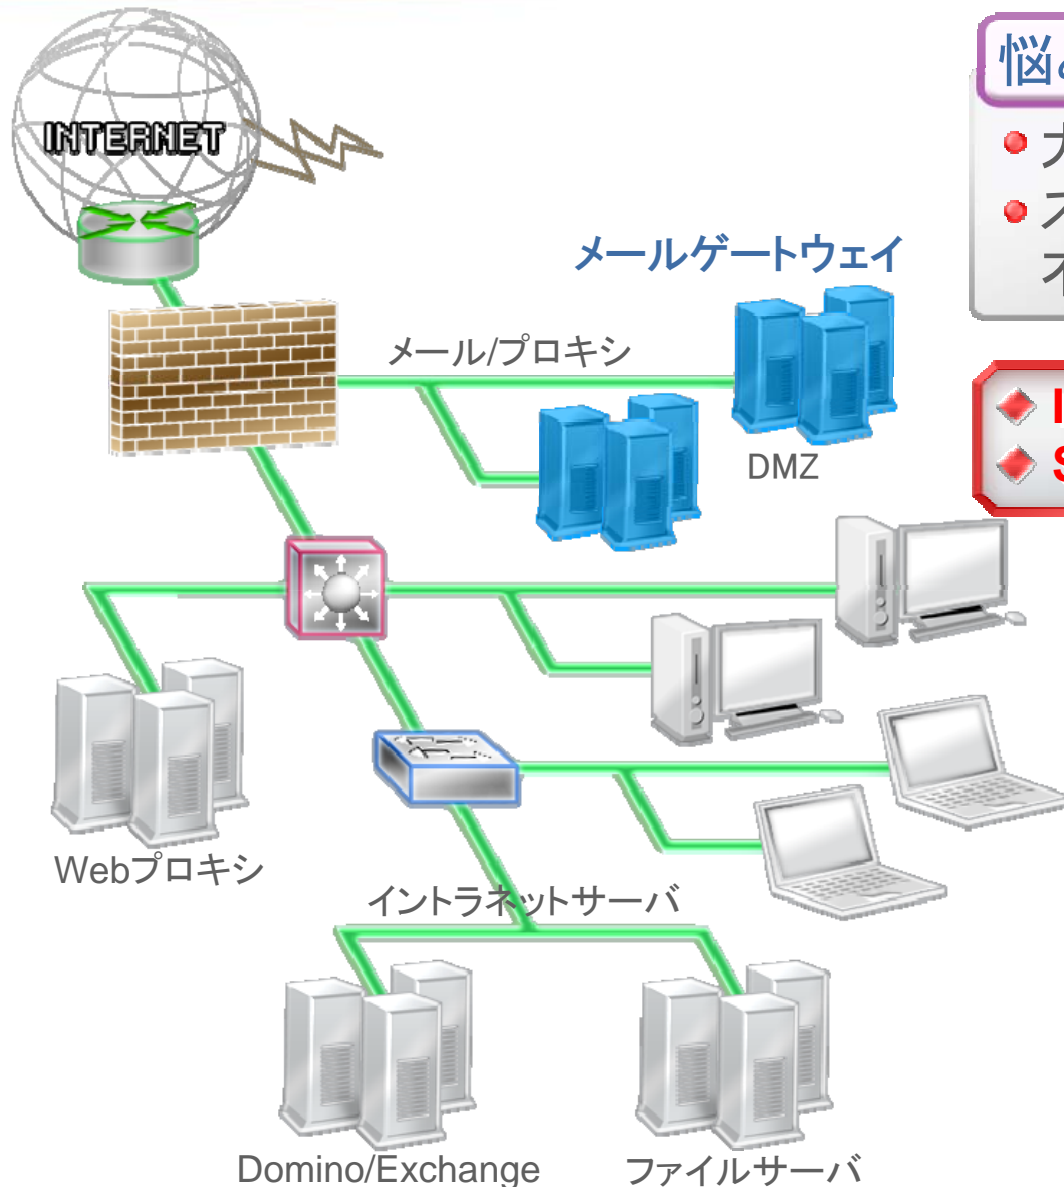 INTERNET
悩み
メールゲートウェイ
メール/プロキシ
DMZ
I
S
Webプロキシ
イントラネットサーバ
Domino/Exchange
ファイルサーバ